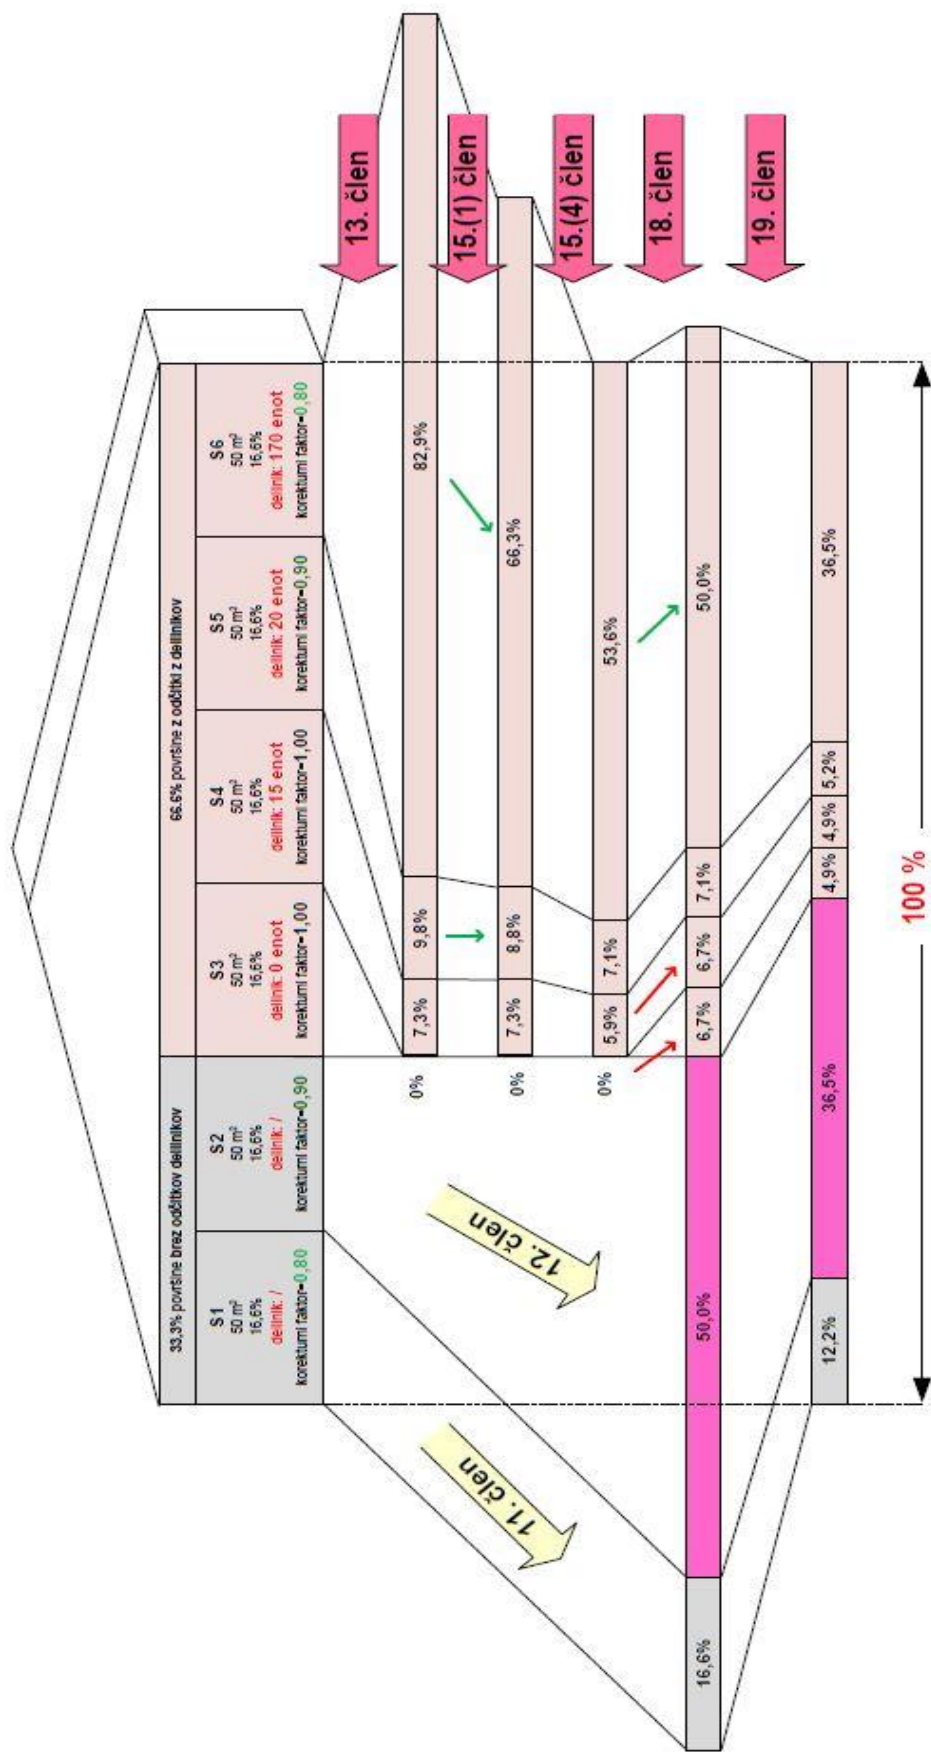 33,3% površine brez odčitkov delilnikov
66.6% površine z odčitki z delilnikov
S1
50 m²
16,6%
delilnik: /
korekturni faktor=0,80
S2
50 m²
16,6%
delilnik: /
korekturni faktor=0,90
S3
50 m²
16,6%
delilnik: 0 enot
korekturni faktor=1,00
S4
50 m²
16,6%
delilnik: 15 enot
korekturni faktor=1,00
S5
50 m²
16,6%
delilnik: 20 enot
korekturni faktor=0,90
S6
50 m²
16,6%
delilnik: 170 enot
korekturni faktor=0,80
13. člen
0%
7,3%
9,8%
82,9%
15.(1) člen
0%
7,3%
8,8%
66,3%
15.(4) člen
0%
5,9%
7,1%
53,6%
11. člen
12. člen
18. člen
16,6%
50,0%
6,7%
6,7%
7,1%
50,0%
19. člen
12,2%
36,5%
4,9%
4,9%
5,2%
36,5%
100 %